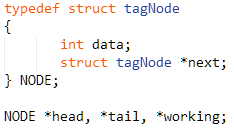 typedef struct tagNode
{
int data;
struct tagNode *next;
} NODE;
NODE *head, *tail, *working;